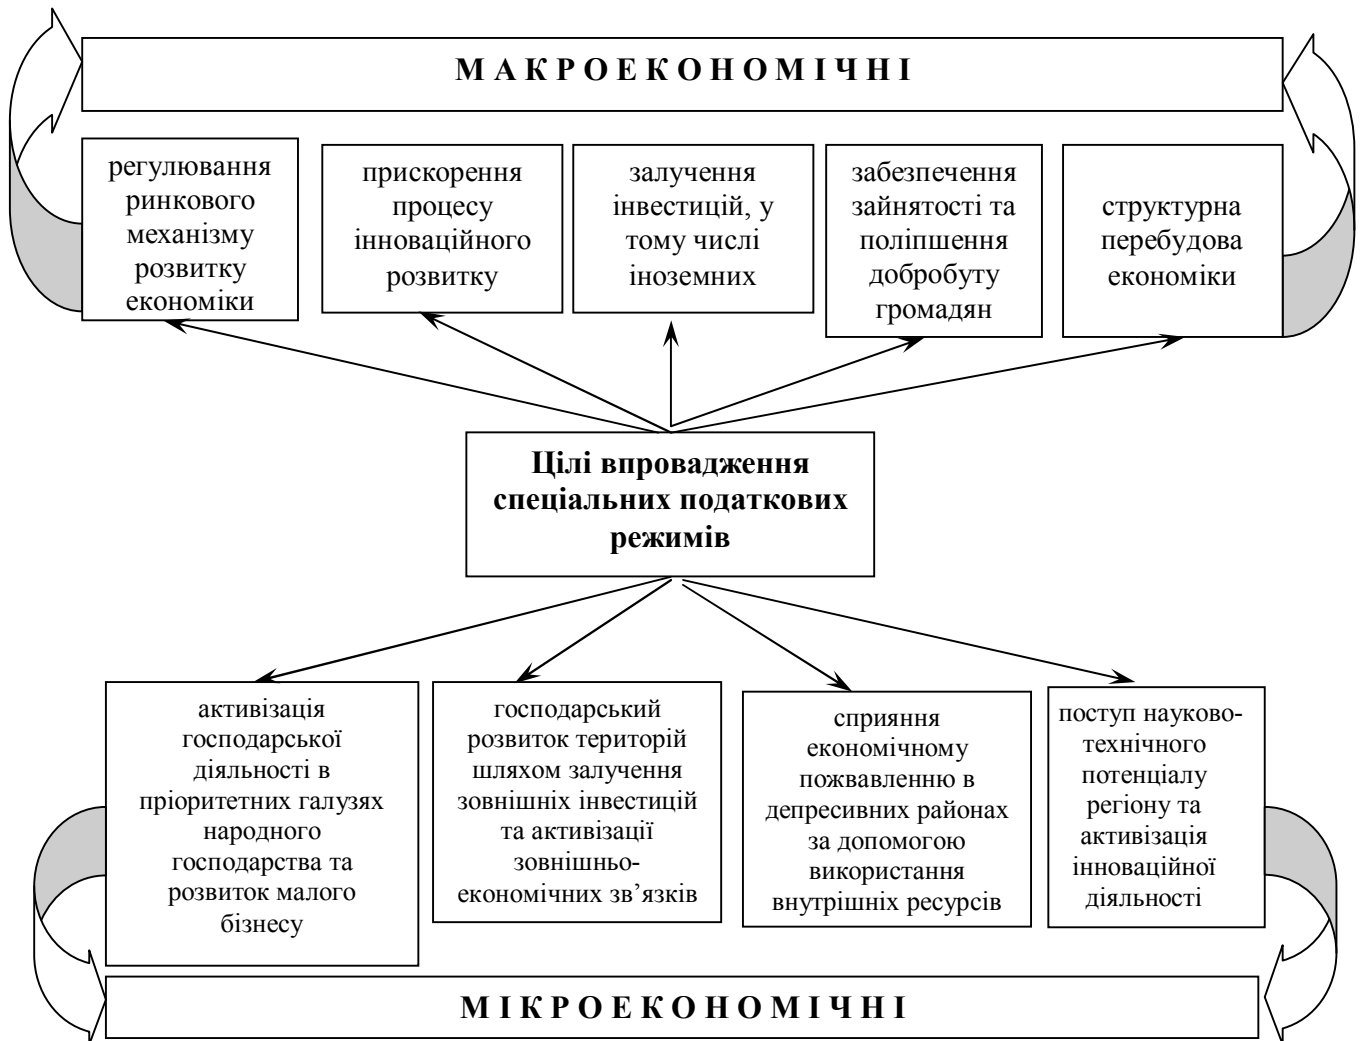 М А К Р О Е К О Н О М І Ч Н І
регулювання
ринкового
механізму
розвитку
економіки
прискорення
процесу
інноваційного
розвитку
залучення
інвестицій, у
тому числі
іноземних
забезпечення
зайнятості та
поліпшення
добробуту
громадян
структурна
перебудова
економіки
Цілі впровадження
спеціальних податкових
режимів
активізація
господарської
діяльності в
пріоритетних галузях
народного
господарства та
розвиток малого
бізнесу
господарський
розвиток територій
шляхом залучення
зовнішніх інвестицій
та активізації
зовнішньо-
економічних зв’язків
сприяння
економічному
пожвавленню в
депресивних районах
за допомогою
використання
внутрішніх ресурсів
поступ науково-
технічного
потенціалу
регіону та
активізація
інноваційної
діяльності
М І К Р О Е К О Н О М І Ч Н І